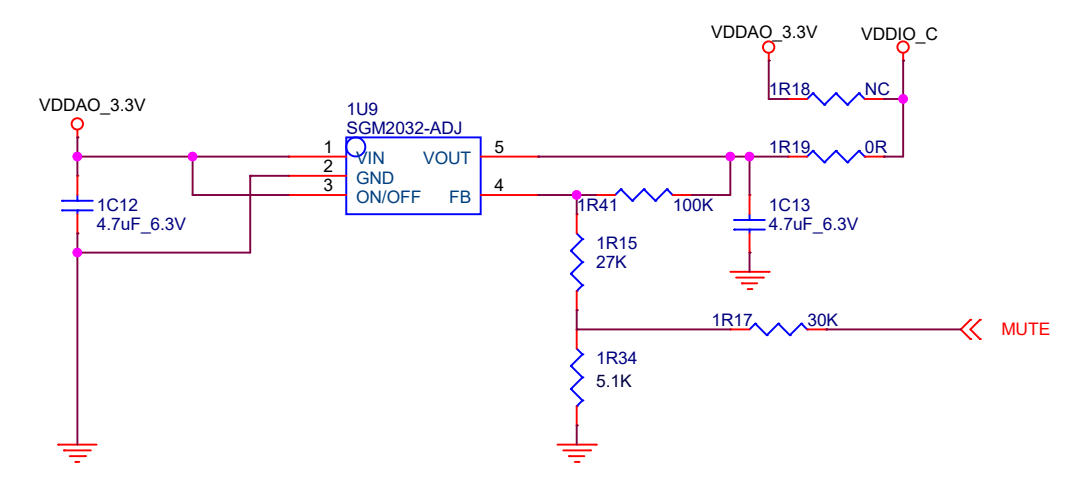 VDDAO_3.3V
VDDIO_C
1R18
NC
VDDAO_3.3V
1U9
SGM2032-ADJ
1
VIN
VOUT
5
1R19
0R
2
GND
3
ON/OFF
FB
4
1R41
100K
1C12
4.7uF_6.3V
1C13
4.7uF_6.3V
1R15
27K
1R17
30K
MUTE
1R34
5.1K